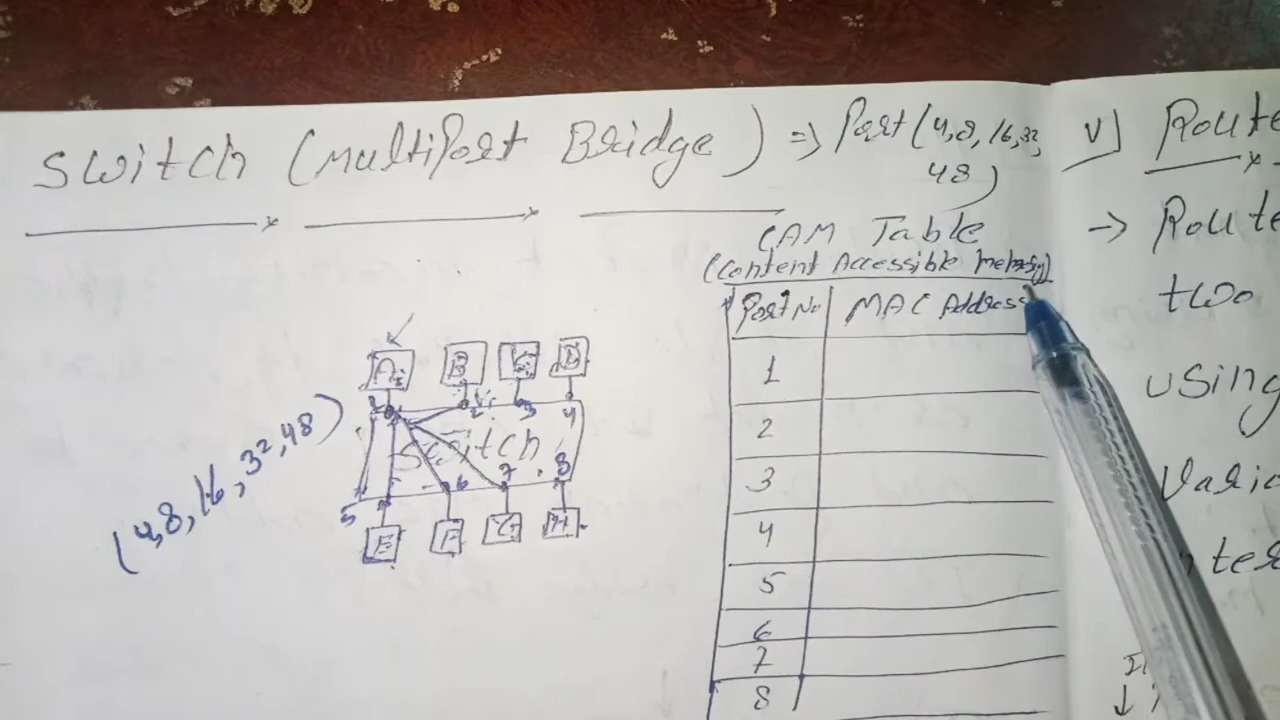 Switch (Multiport Bridge) => Port (4,8,16,32,
48)
CAM Table
(Content Accessible Memory)
Port No MAC Address
1
2
3
4
5
6
7
8
A B D
1 2 3 4
Switch
5 6 7 8
E F G H
(4,8,16,32,48)
V] Route
-> Route
two
using
Vario